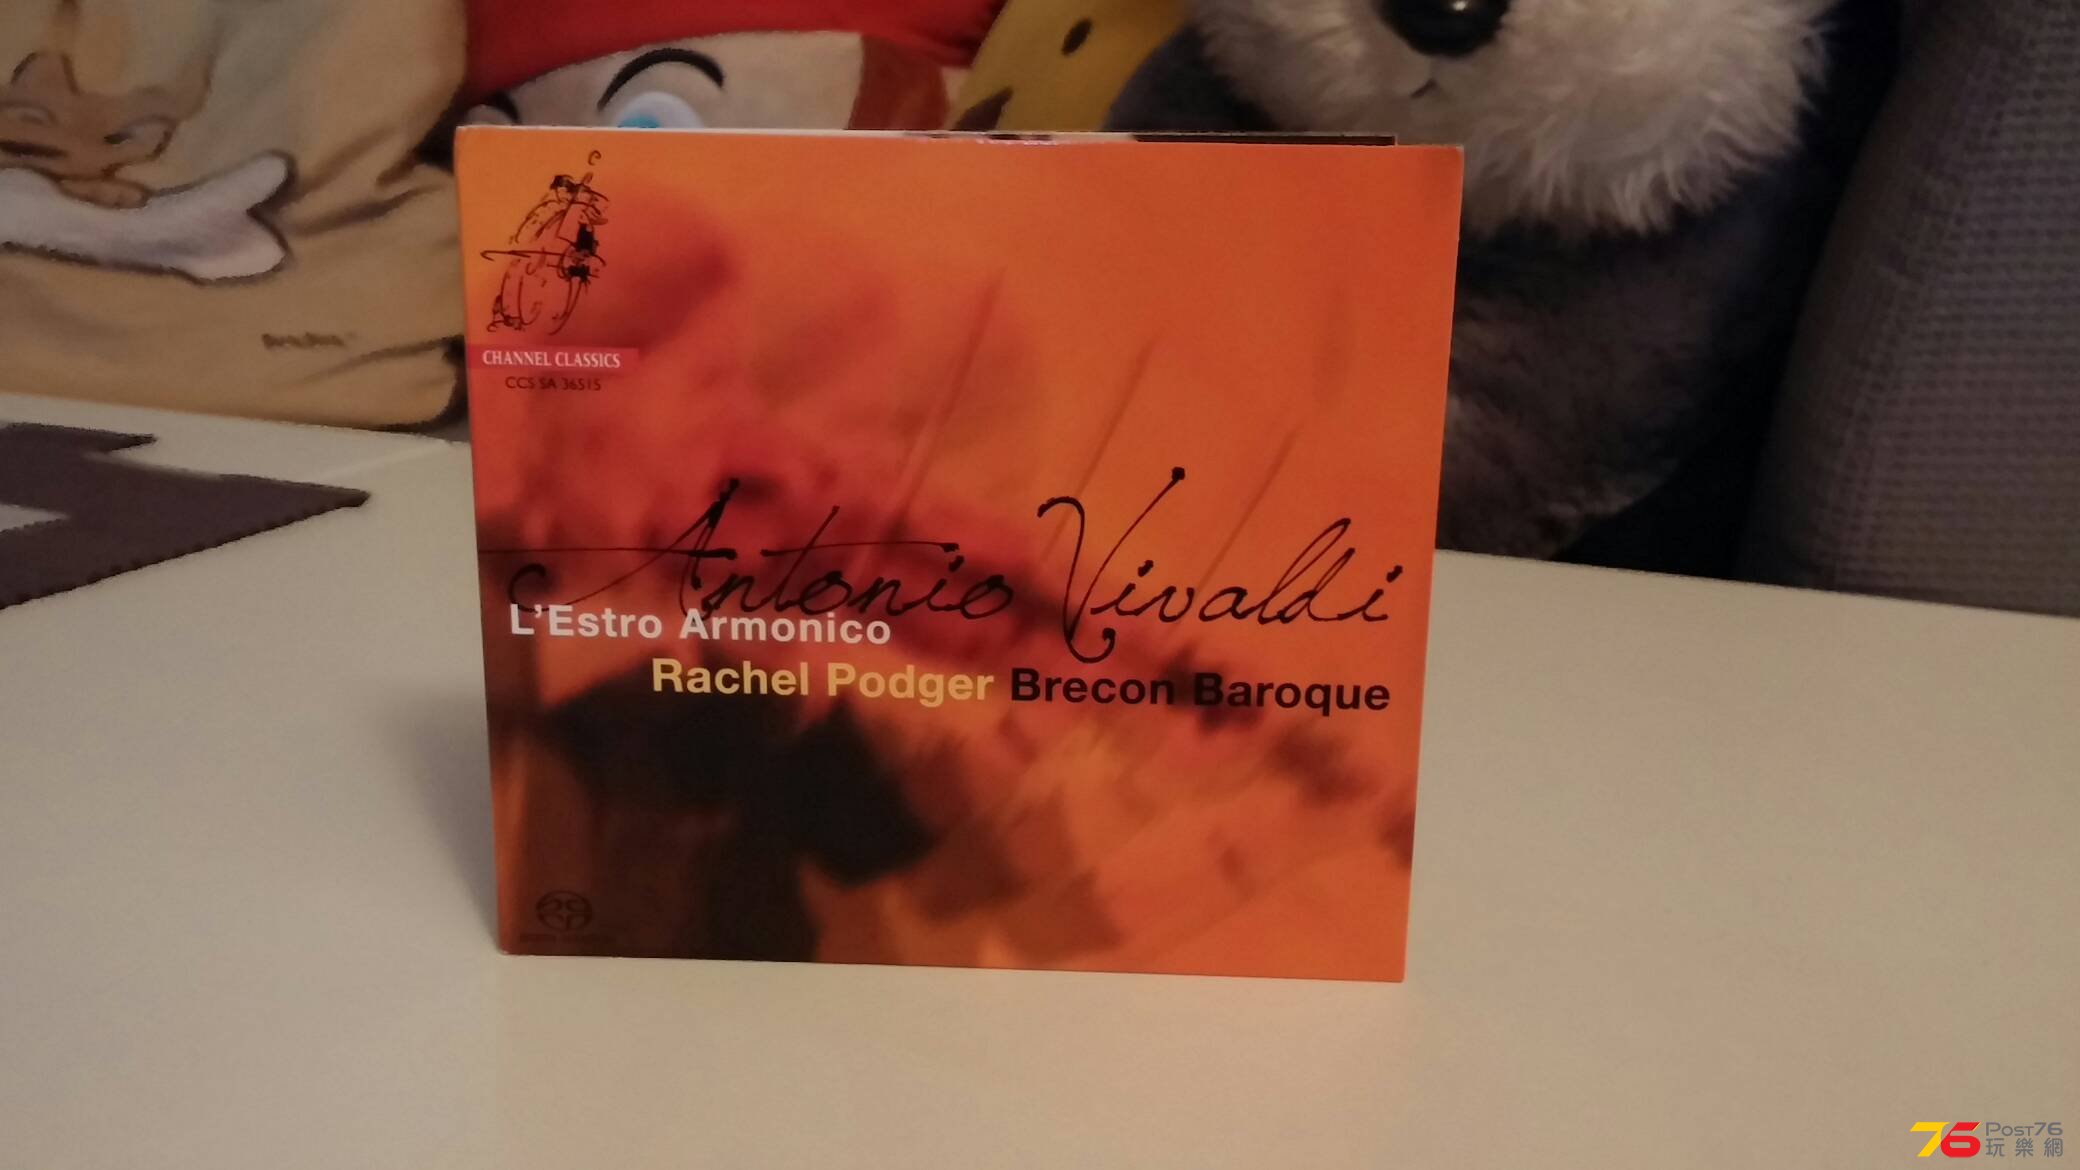 CHANNEL CLASSICS
CCS SA 36515
Antonio Vivaldi
L'Estro Armonico
Rachel Podger Brecon Baroque
76 POST76
玩樂網